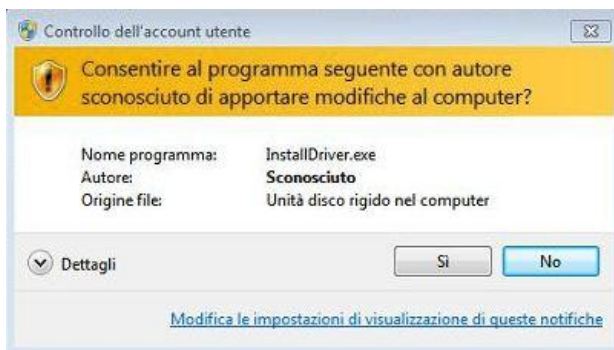 Controllo dell'account utente
Consentire al programma seguente con autore
sconosciuto di apportare modifiche al computer?
Nome programma: InstallDriver.exe
Autore: Sconosciuto
Origine file: Unità disco rigido nel computer
Dettagli Sì No
Modifica le impostazioni di visualizzazione di queste notifiche